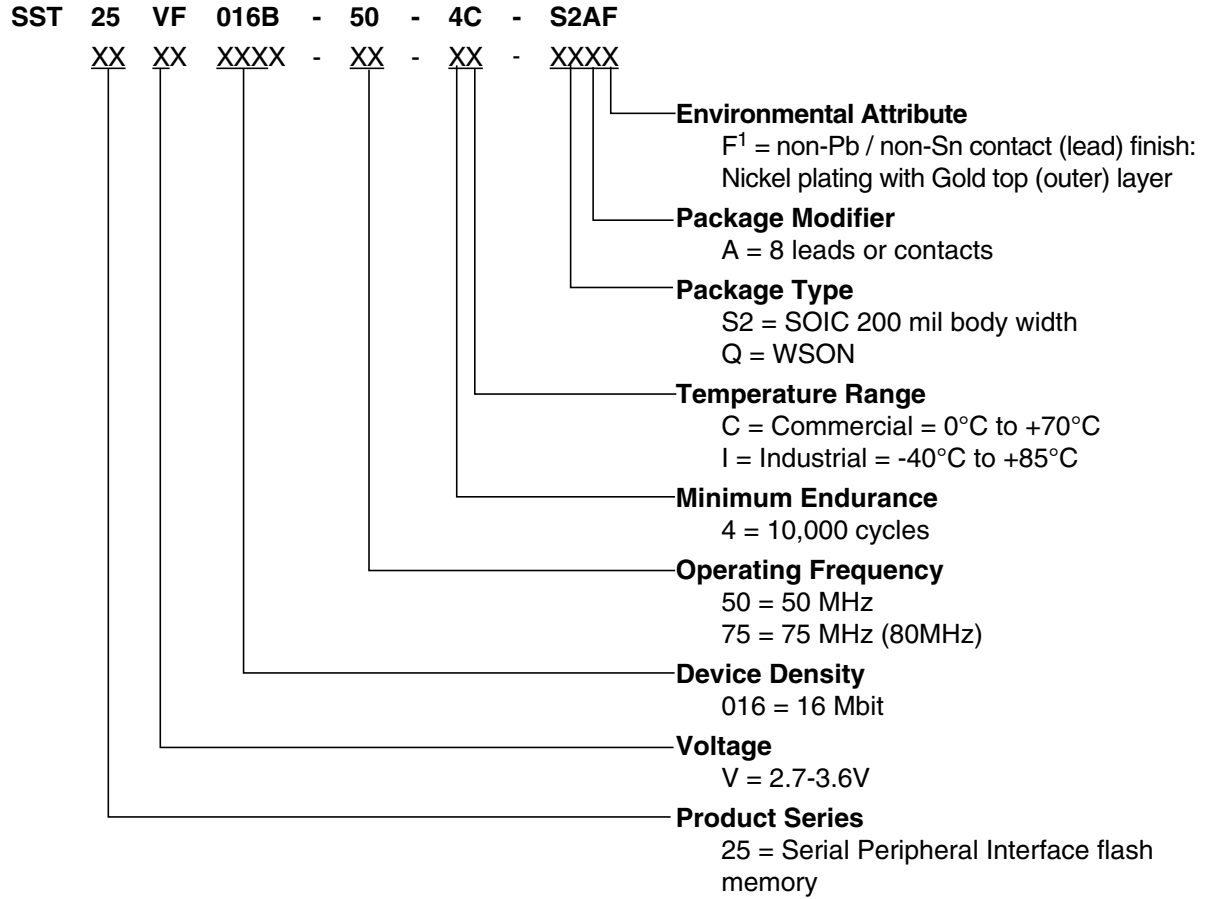 SST 25 VF 016B - 50 - 4C - S2AF
XX XX XXXX - XX - XX - XXXX
Environmental Attribute
F1 = non-Pb / non-Sn contact (lead) finish:
Nickel plating with Gold top (outer) layer
Package Modifier
A = 8 leads or contacts
Package Type
S2 = SOIC 200 mil body width
Q = WSON
Temperature Range
C = Commercial = 0°C to +70°C
I = Industrial = -40°C to +85°C
Minimum Endurance
4 = 10,000 cycles
Operating Frequency
50 = 50 MHz
75 = 75 MHz (80MHz)
Device Density
016 = 16 Mbit
Voltage
V = 2.7-3.6V
Product Series
25 = Serial Peripheral Interface flash
memory